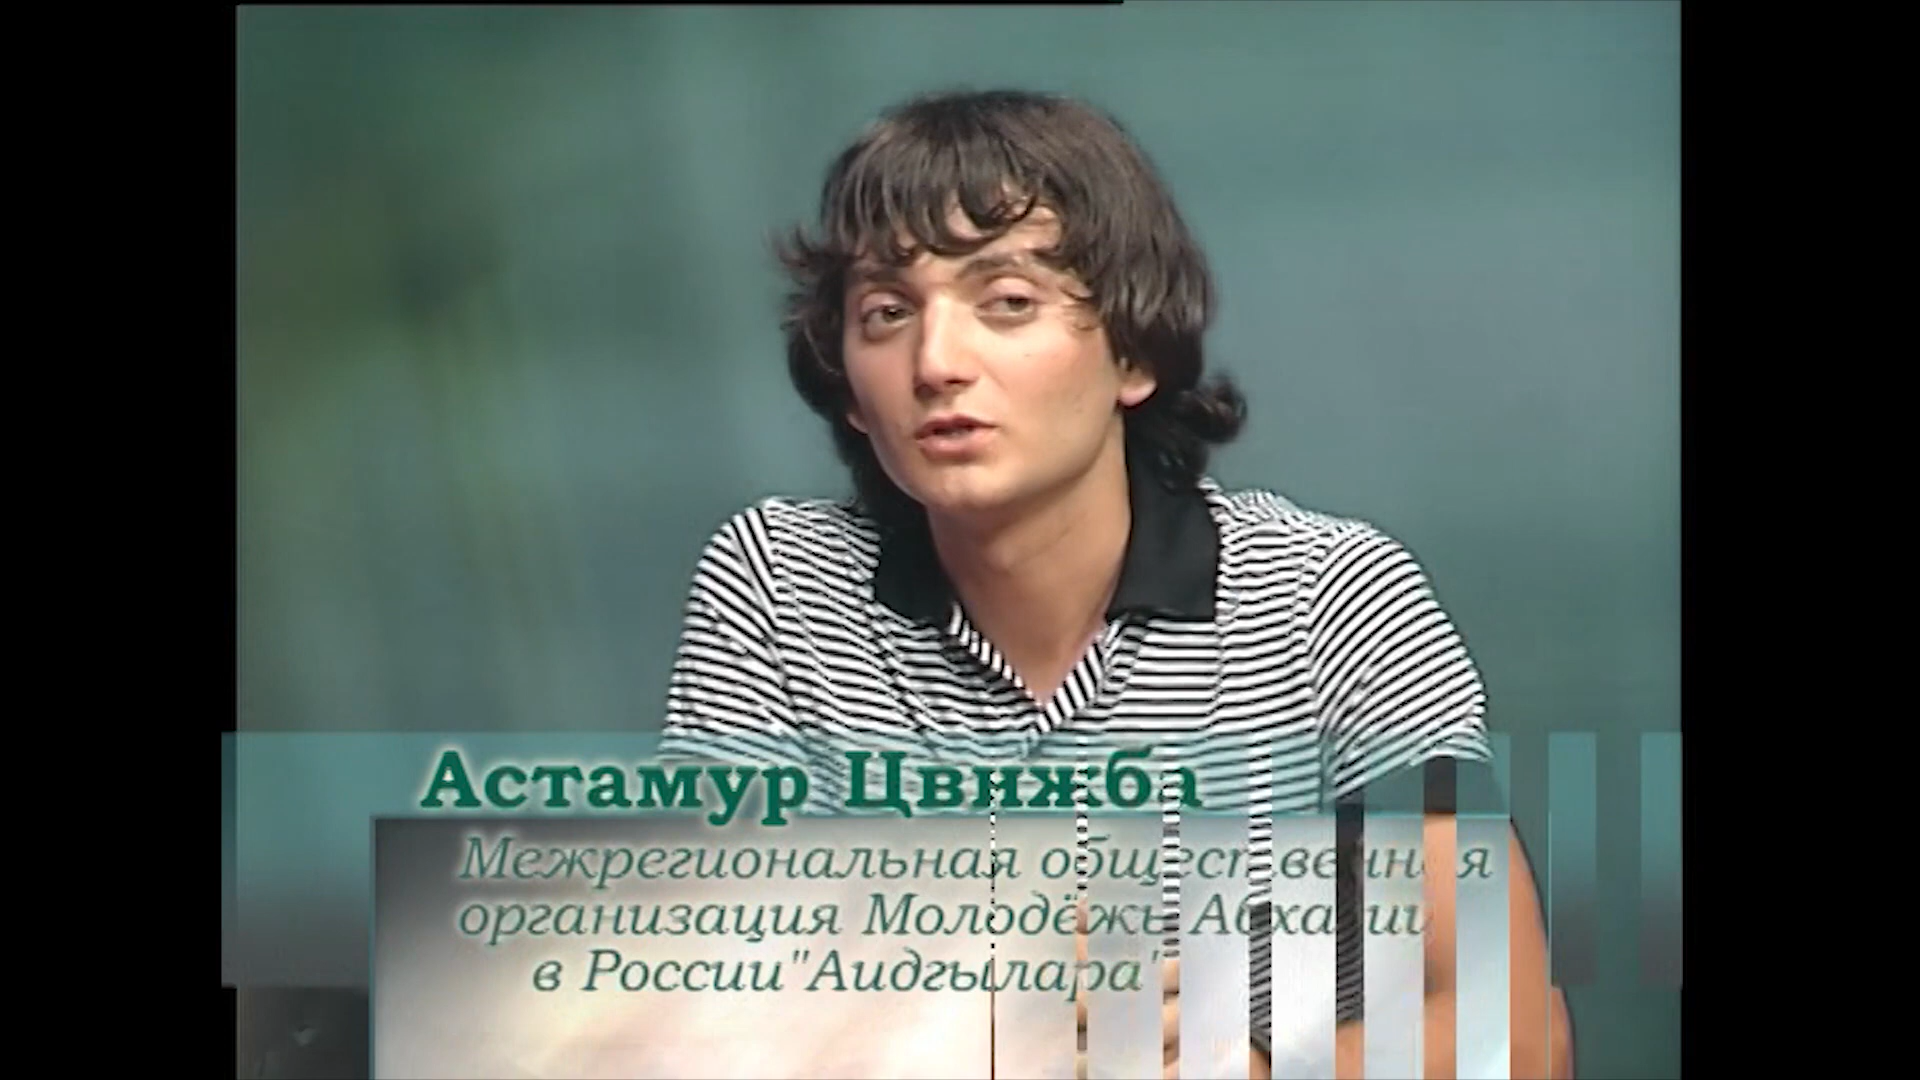 Астамур Цвижба
Межрегиональная общественная
организация Молодёжь Абхазии
в России "Аидгылара"